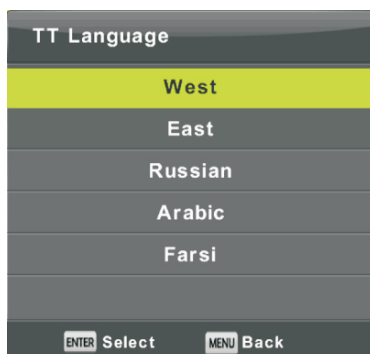 TT Language
West
East
Russian
Arabic
Farsi
ENTER Select MENU Back